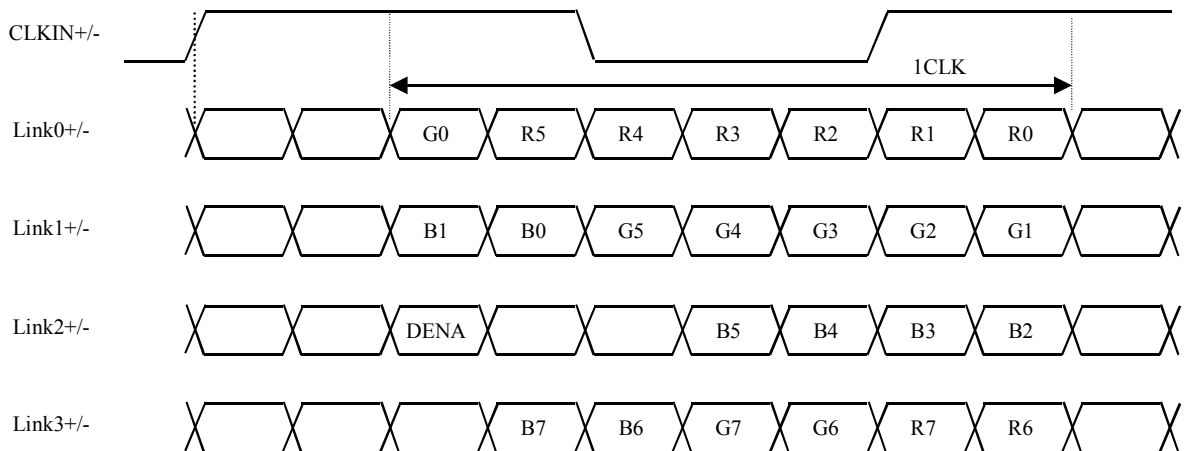 CLKIN+/-
1CLK
Link0+/- G0 R5 R4 R3 R2 R1 R0
Link1+/- B1 B0 G5 G4 G3 G2 G1
Link2+/- DENA B5 B4 B3 B2
Link3+/- B7 B6 G7 G6 R7 R6